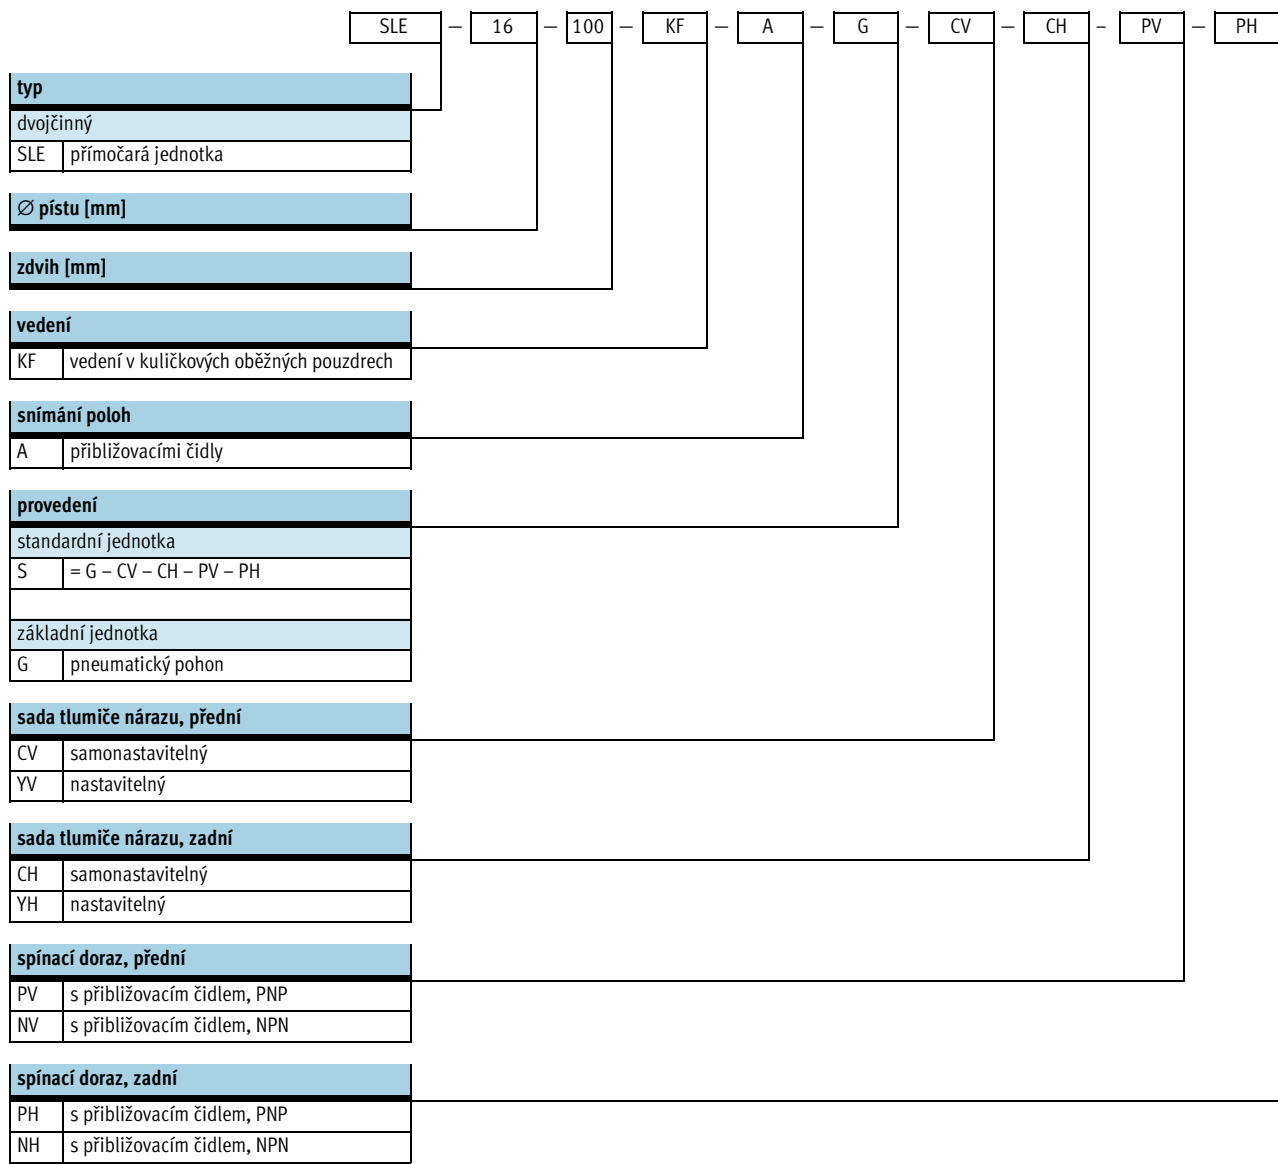 SLE – 16 – 100 – KF – A – G – CV – CH – PV – PH
typ
dvojčinný
SLE přímočará jednotka
∅ pístu [mm]
zdvih [mm]
vedení
KF vedení v kuličkových oběžných pouzdrech
snímání poloh
A přibližovacími čidly
provedení
standardní jednotka
S = G – CV – CH – PV – PH
základní jednotka
G pneumatický pohon
sada tlumiče nárazu, přední
CV samonastavitelný
YV nastavitelný
sada tlumiče nárazu, zadní
CH samonastavitelný
YH nastavitelný
spínací doraz, přední
PV s přibližovacím čidlem, PNP
NV s přibližovacím čidlem, NPN
spínací doraz, zadní
PH s přibližovacím čidlem, PNP
NH s přibližovacím čidlem, NPN